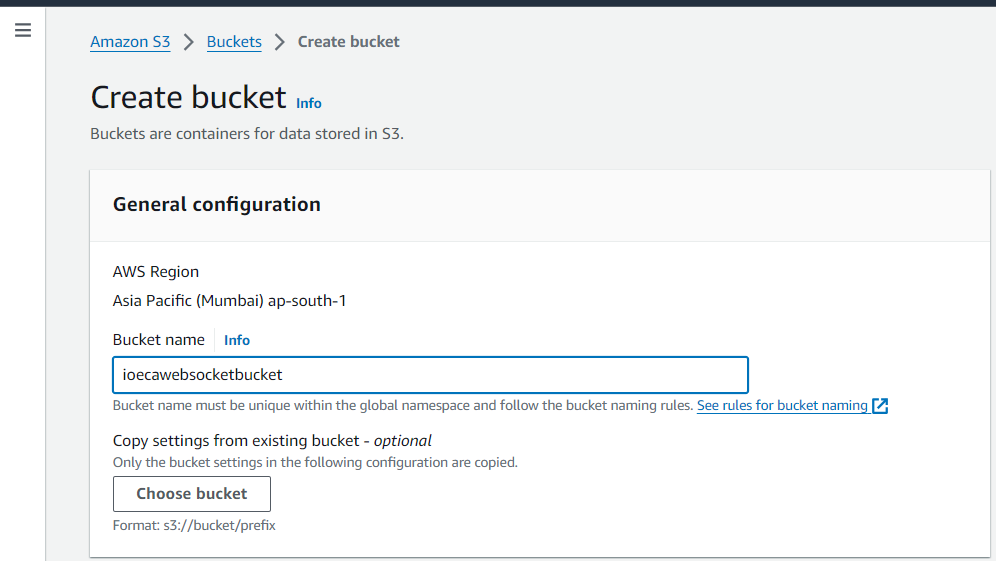 Amazon S3 > Buckets > Create bucket
Create bucket Info
Buckets are containers for data stored in S3.
General configuration
AWS Region
Asia Pacific (Mumbai) ap-south-1
Bucket name Info
ioecawebsocketbucket
Bucket name must be unique within the global namespace and follow the bucket naming rules. See rules for bucket naming
Copy settings from existing bucket - optional
Only the bucket settings in the following configuration are copied.
Choose bucket
Format: s3://bucket/prefix